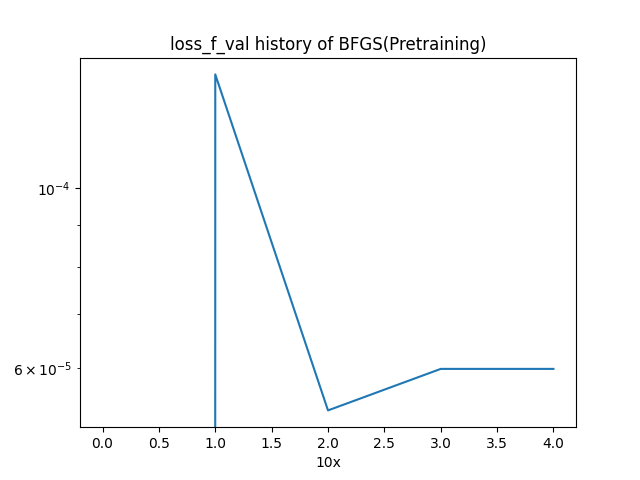 loss_f_val history of BFGS(Pretraining)
10⁻⁴
6 × 10⁻⁵
0.0 0.5 1.0 1.5 2.0 2.5 3.0 3.5 4.0
10x